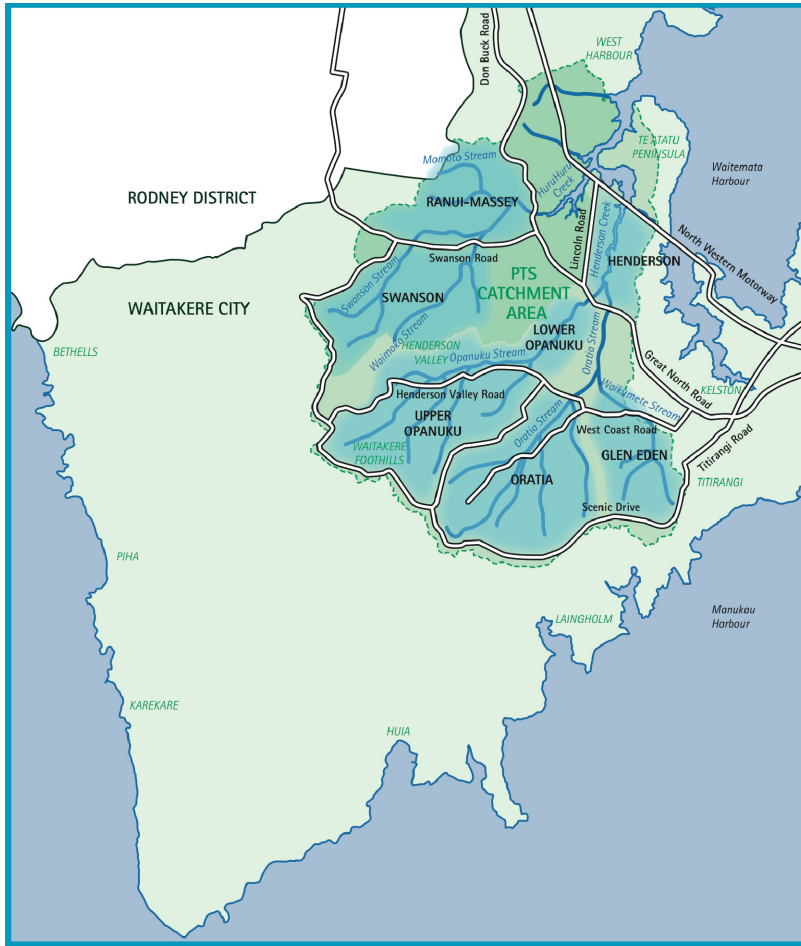 Don Buck Road
WEST
HARBOUR
TE ATATU
PENINSULA
Waitemata
Harbour
Momoto Stream
HuruHuru
Creek
RODNEY DISTRICT
RANUI-MASSEY
Lincoln Road
Henderson Creek
North Western Motorway
Swanson Road
HENDERSON
Swanson Stream
PTS
CATCHMENT
AREA
WAITAKERE CITY
SWANSON
LOWER
OPANUKU
Waimoko Stream
HENDERSON
VALLEY
Opanuku Stream
Oratia Stream
BETHELLS
Great North Road
KELSTON
Henderson Valley Road
Waikumete Stream
UPPER
OPANUKU
Oratia Stream
West Coast Road
Titirangi Road
WAITAKERE
FOOTHILLS
GLEN EDEN
ORATIA
TITIRANGI
Scenic Drive
PIHA
LAINGHOLM
Manukau
Harbour
KAREKARE
HUIA